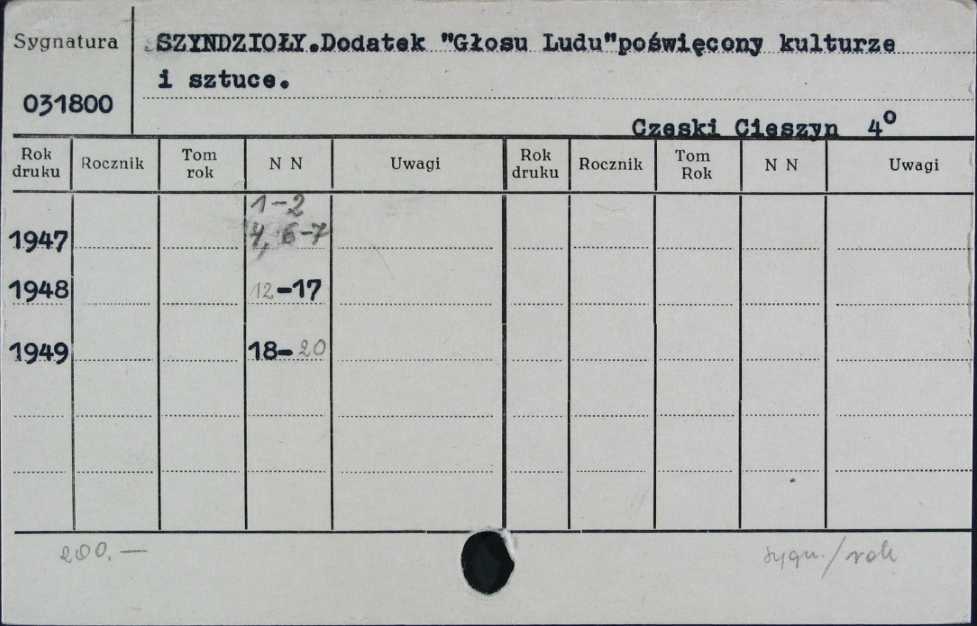 Sygnatura
031800
SZYNDZIOŁY.Dodatek "Głosu Ludu"poświęcony kulturze
i sztuce.
Czeski Cieszyn 4°
Rok druku Rocznik Tom rok N N Uwagi Rok druku Rocznik Tom Rok N N Uwagi
1-2
1947 4, 6-7
1948 12-17
1949 18-20
200.— sygn./rok